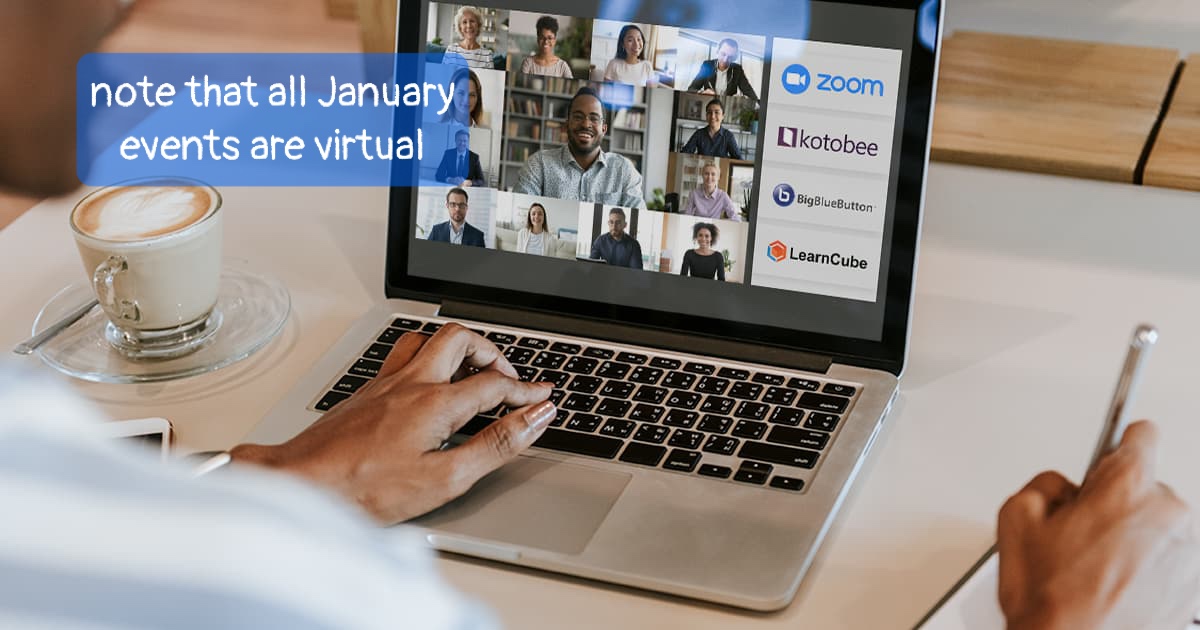 note that all January
events are virtual
zoom
kotobee
BigBlueButton
LearnCube